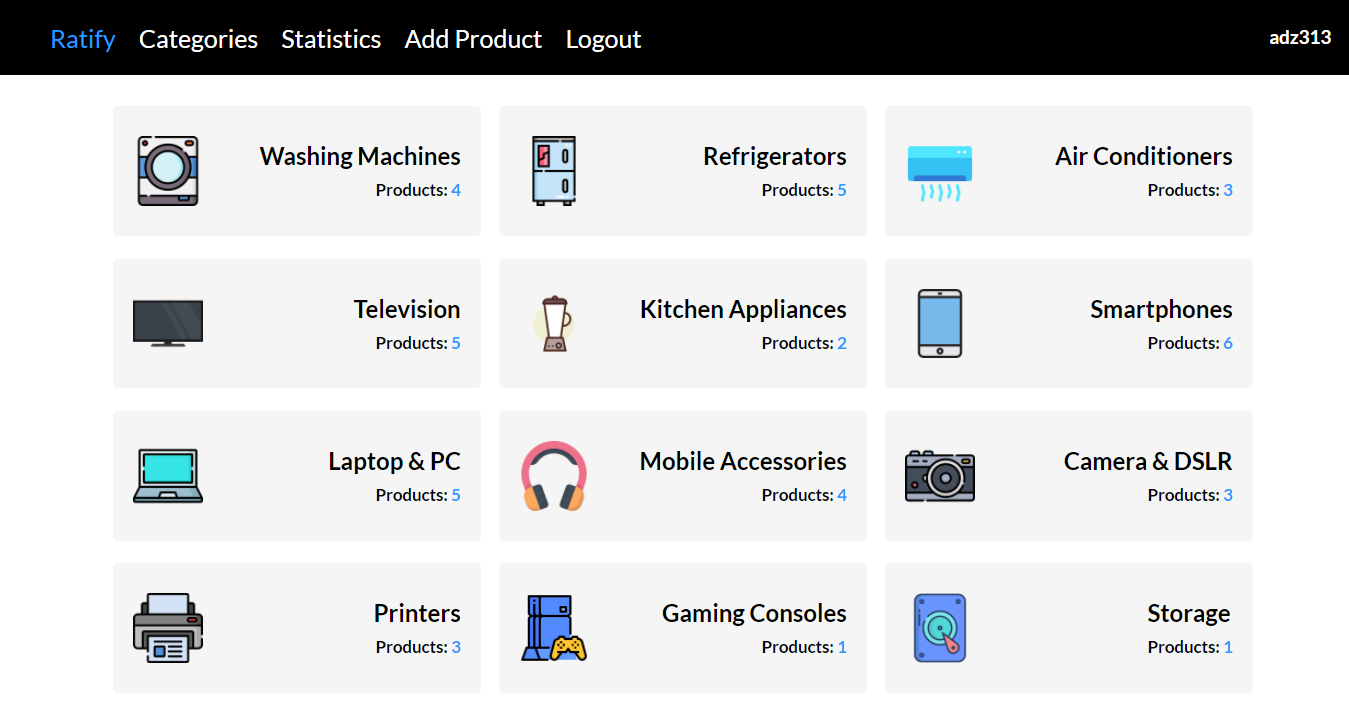 Ratify Categories Statistics Add Product Logout adz313
Washing Machines
Products: 4
Refrigerators
Products: 5
Air Conditioners
Products: 3
Television
Products: 5
Kitchen Appliances
Products: 2
Smartphones
Products: 6
Laptop & PC
Products: 5
Mobile Accessories
Products: 4
Camera & DSLR
Products: 3
Printers
Products: 3
Gaming Consoles
Products: 1
Storage
Products: 1